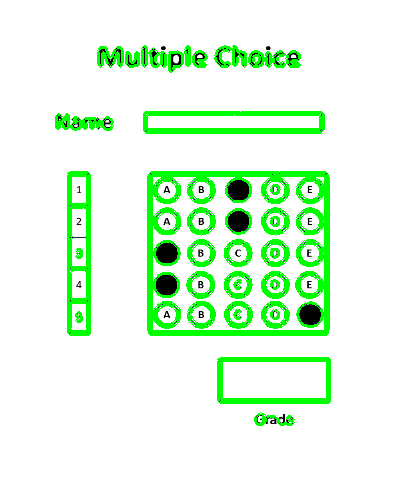 Multiple Choice
Name
1 A B D E
2 A B D E
3 B C D E
4 B C D E
5 A B C D
Grade